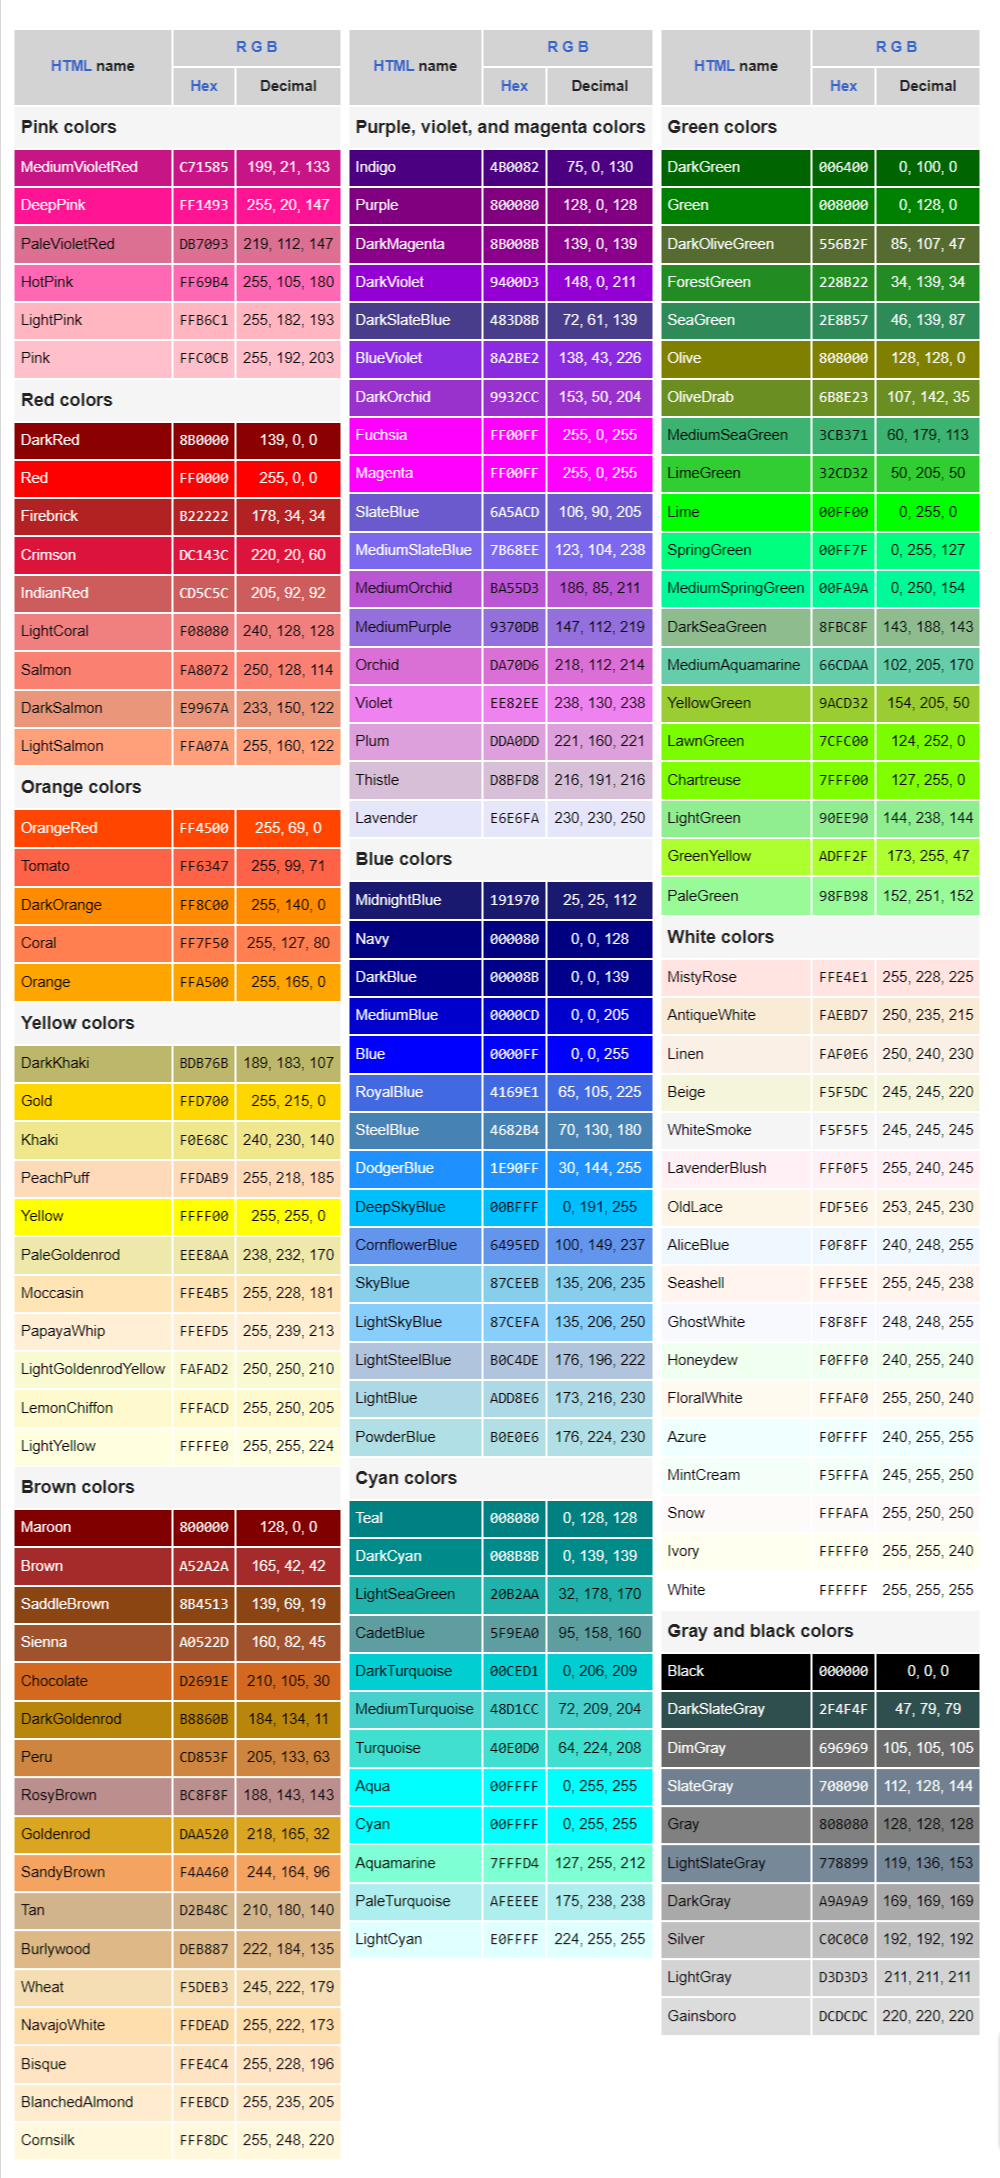 HTML name R G B
Hex Decimal
Pink colors
MediumVioletRed C71585 199, 21, 133
DeepPink FF1493 255, 20, 147
PaleVioletRed DB7093 219, 112, 147
HotPink FF69B4 255, 105, 180
LightPink FFB6C1 255, 182, 193
Pink FFC0CB 255, 192, 203
Red colors
DarkRed 8B0000 139, 0, 0
Red FF0000 255, 0, 0
Firebrick B22222 178, 34, 34
Crimson DC143C 220, 20, 60
IndianRed CD5C5C 205, 92, 92
LightCoral F08080 240, 128, 128
Salmon FA8072 250, 128, 114
DarkSalmon E9967A 233, 150, 122
LightSalmon FFA07A 255, 160, 122
Orange colors
OrangeRed FF4500 255, 69, 0
Tomato FF6347 255, 99, 71
DarkOrange FF8C00 255, 140, 0
Coral FF7F50 255, 127, 80
Orange FFA500 255, 165, 0
Yellow colors
DarkKhaki BDB76B 189, 183, 107
Gold FFD700 255, 215, 0
Khaki F0E68C 240, 230, 140
PeachPuff FFDAB9 255, 218, 185
Yellow FFFF00 255, 255, 0
PaleGoldenrod EEE8AA 238, 232, 170
Moccasin FFE4B5 255, 228, 181
PapayaWhip FFEFD5 255, 239, 213
LightGoldenrodYellow FAFAD2 250, 250, 210
LemonChiffon FFFACD 255, 250, 205
LightYellow FFFFE0 255, 255, 224
Brown colors
Maroon 800000 128, 0, 0
Brown A52A2A 165, 42, 42
SaddleBrown 8B4513 139, 69, 19
Sienna A0522D 160, 82, 45
Chocolate D2691E 210, 105, 30
DarkGoldenrod B8860B 184, 134, 11
Peru CD853F 205, 133, 63
RosyBrown BC8F8F 188, 143, 143
Goldenrod DAA520 218, 165, 32
SandyBrown F4A460 244, 164, 96
Tan D2B48C 210, 180, 140
Burlywood DEB887 222, 184, 135
Wheat F5DEB3 245, 222, 179
NavajoWhite FFDEAD 255, 222, 173
Bisque FFE4C4 255, 228, 196
BlanchedAlmond FFEBCD 255, 235, 205
Cornsilk FFF8DC 255, 248, 220
HTML name R G B
Hex Decimal
Purple, violet, and magenta colors
Indigo 4B0082 75, 0, 130
Purple 800080 128, 0, 128
DarkMagenta 8B008B 139, 0, 139
DarkViolet 9400D3 148, 0, 211
DarkSlateBlue 483D8B 72, 61, 139
BlueViolet 8A2BE2 138, 43, 226
DarkOrchid 9932CC 153, 50, 204
Fuchsia FF00FF 255, 0, 255
Magenta FF00FF 255, 0, 255
SlateBlue 6A5ACD 106, 90, 205
MediumSlateBlue 7B68EE 123, 104, 238
MediumOrchid BA55D3 186, 85, 211
MediumPurple 9370DB 147, 112, 219
Orchid DA70D6 218, 112, 214
Violet EE82EE 238, 130, 238
Plum DDA0DD 221, 160, 221
Thistle D8BFD8 216, 191, 216
Lavender E6E6FA 230, 230, 250
Blue colors
MidnightBlue 191970 25, 25, 112
Navy 000080 0, 0, 128
DarkBlue 00008B 0, 0, 139
MediumBlue 0000CD 0, 0, 205
Blue 0000FF 0, 0, 255
RoyalBlue 4169E1 65, 105, 225
SteelBlue 4682B4 70, 130, 180
DodgerBlue 1E90FF 30, 144, 255
DeepSkyBlue 00BFFF 0, 191, 255
CornflowerBlue 6495ED 100, 149, 237
SkyBlue 87CEEB 135, 206, 235
LightSkyBlue 87CEFA 135, 206, 250
LightSteelBlue B0C4DE 176, 196, 222
LightBlue ADD8E6 173, 216, 230
PowderBlue B0E0E6 176, 224, 230
Cyan colors
Teal 008080 0, 128, 128
DarkCyan 008B8B 0, 139, 139
LightSeaGreen 20B2AA 32, 178, 170
CadetBlue 5F9EA0 95, 158, 160
DarkTurquoise 00CED1 0, 206, 209
MediumTurquoise 48D1CC 72, 209, 204
Turquoise 40E0D0 64, 224, 208
Aqua 00FFFF 0, 255, 255
Cyan 00FFFF 0, 255, 255
Aquamarine 7FFFD4 127, 255, 212
PaleTurquoise AFEEEE 175, 238, 238
LightCyan E0FFFF 224, 255, 255
HTML name R G B
Hex Decimal
Green colors
DarkGreen 006400 0, 100, 0
Green 008000 0, 128, 0
DarkOliveGreen 556B2F 85, 107, 47
ForestGreen 228B22 34, 139, 34
SeaGreen 2E8B57 46, 139, 87
Olive 808000 128, 128, 0
OliveDrab 6B8E23 107, 142, 35
MediumSeaGreen 3CB371 60, 179, 113
LimeGreen 32CD32 50, 205, 50
Lime 00FF00 0, 255, 0
SpringGreen 00FF7F 0, 255, 127
MediumSpringGreen 00FA9A 0, 250, 154
DarkSeaGreen 8FBC8F 143, 188, 143
MediumAquamarine 66CDAA 102, 205, 170
YellowGreen 9ACD32 154, 205, 50
LawnGreen 7CFC00 124, 252, 0
Chartreuse 7FFF00 127, 255, 0
LightGreen 90EE90 144, 238, 144
GreenYellow ADFF2F 173, 255, 47
PaleGreen 98FB98 152, 251, 152
White colors
MistyRose FFE4E1 255, 228, 225
AntiqueWhite FAEBD7 250, 235, 215
Linen FAF0E6 250, 240, 230
Beige F5F5DC 245, 245, 220
WhiteSmoke F5F5F5 245, 245, 245
LavenderBlush FFF0F5 255, 240, 245
OldLace FDF5E6 253, 245, 230
AliceBlue F0F8FF 240, 248, 255
Seashell FFF5EE 255, 245, 238
GhostWhite F8F8FF 248, 248, 255
Honeydew F0FFF0 240, 255, 240
FloralWhite FFFAF0 255, 250, 240
Azure F0FFFF 240, 255, 255
MintCream F5FFFA 245, 255, 250
Snow FFFAFA 255, 250, 250
Ivory FFFFF0 255, 255, 240
White FFFFFF 255, 255, 255
Gray and black colors
Black 000000 0, 0, 0
DarkSlateGray 2F4F4F 47, 79, 79
DimGray 696969 105, 105, 105
SlateGray 708090 112, 128, 144
Gray 808080 128, 128, 128
LightSlateGray 778899 119, 136, 153
DarkGray A9A9A9 169, 169, 169
Silver C0C0C0 192, 192, 192
LightGray D3D3D3 211, 211, 211
Gainsboro DCDCDC 220, 220, 220